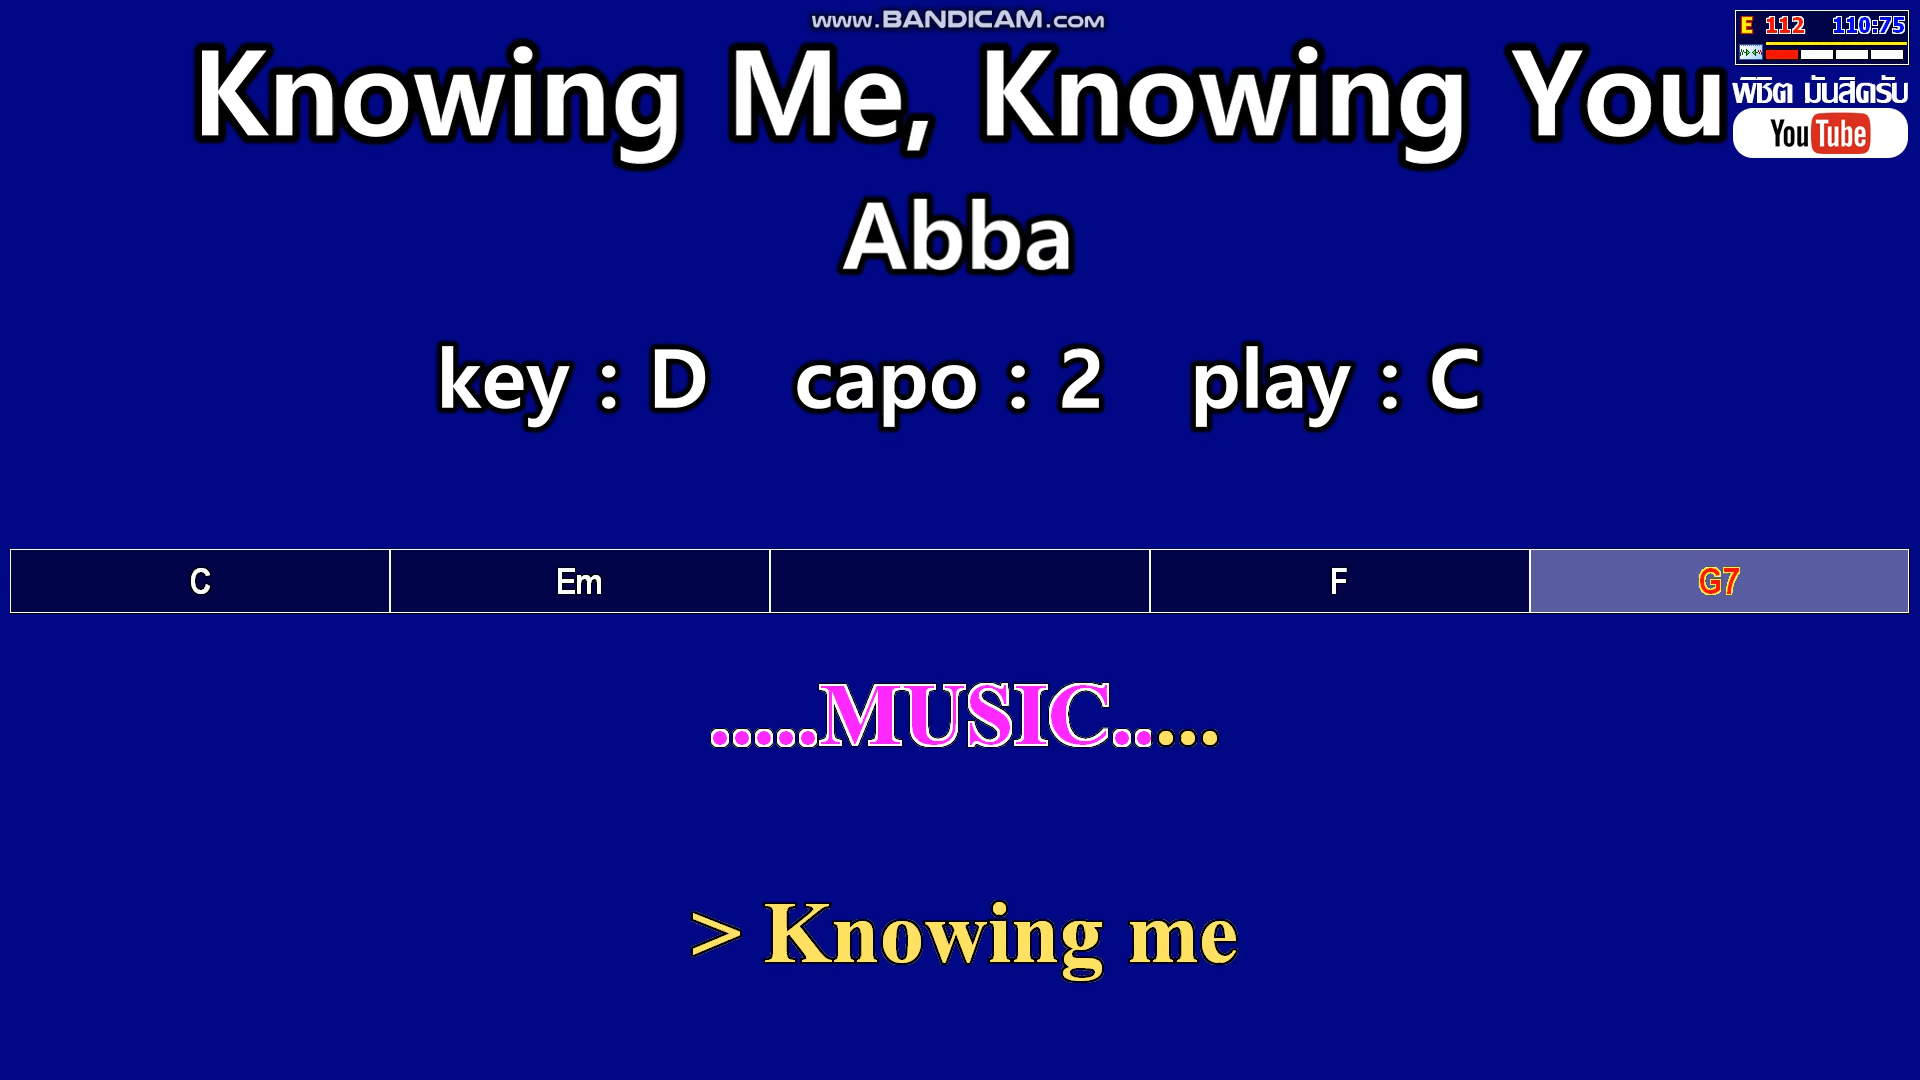 www.BANDICAM.com
E 112 110:75
Knowing Me, Knowing You
พิชิต มันสิตรับ
YouTube
Abba
key : D capo : 2 play : C
C Em F G7
.....MUSIC.....
> Knowing me